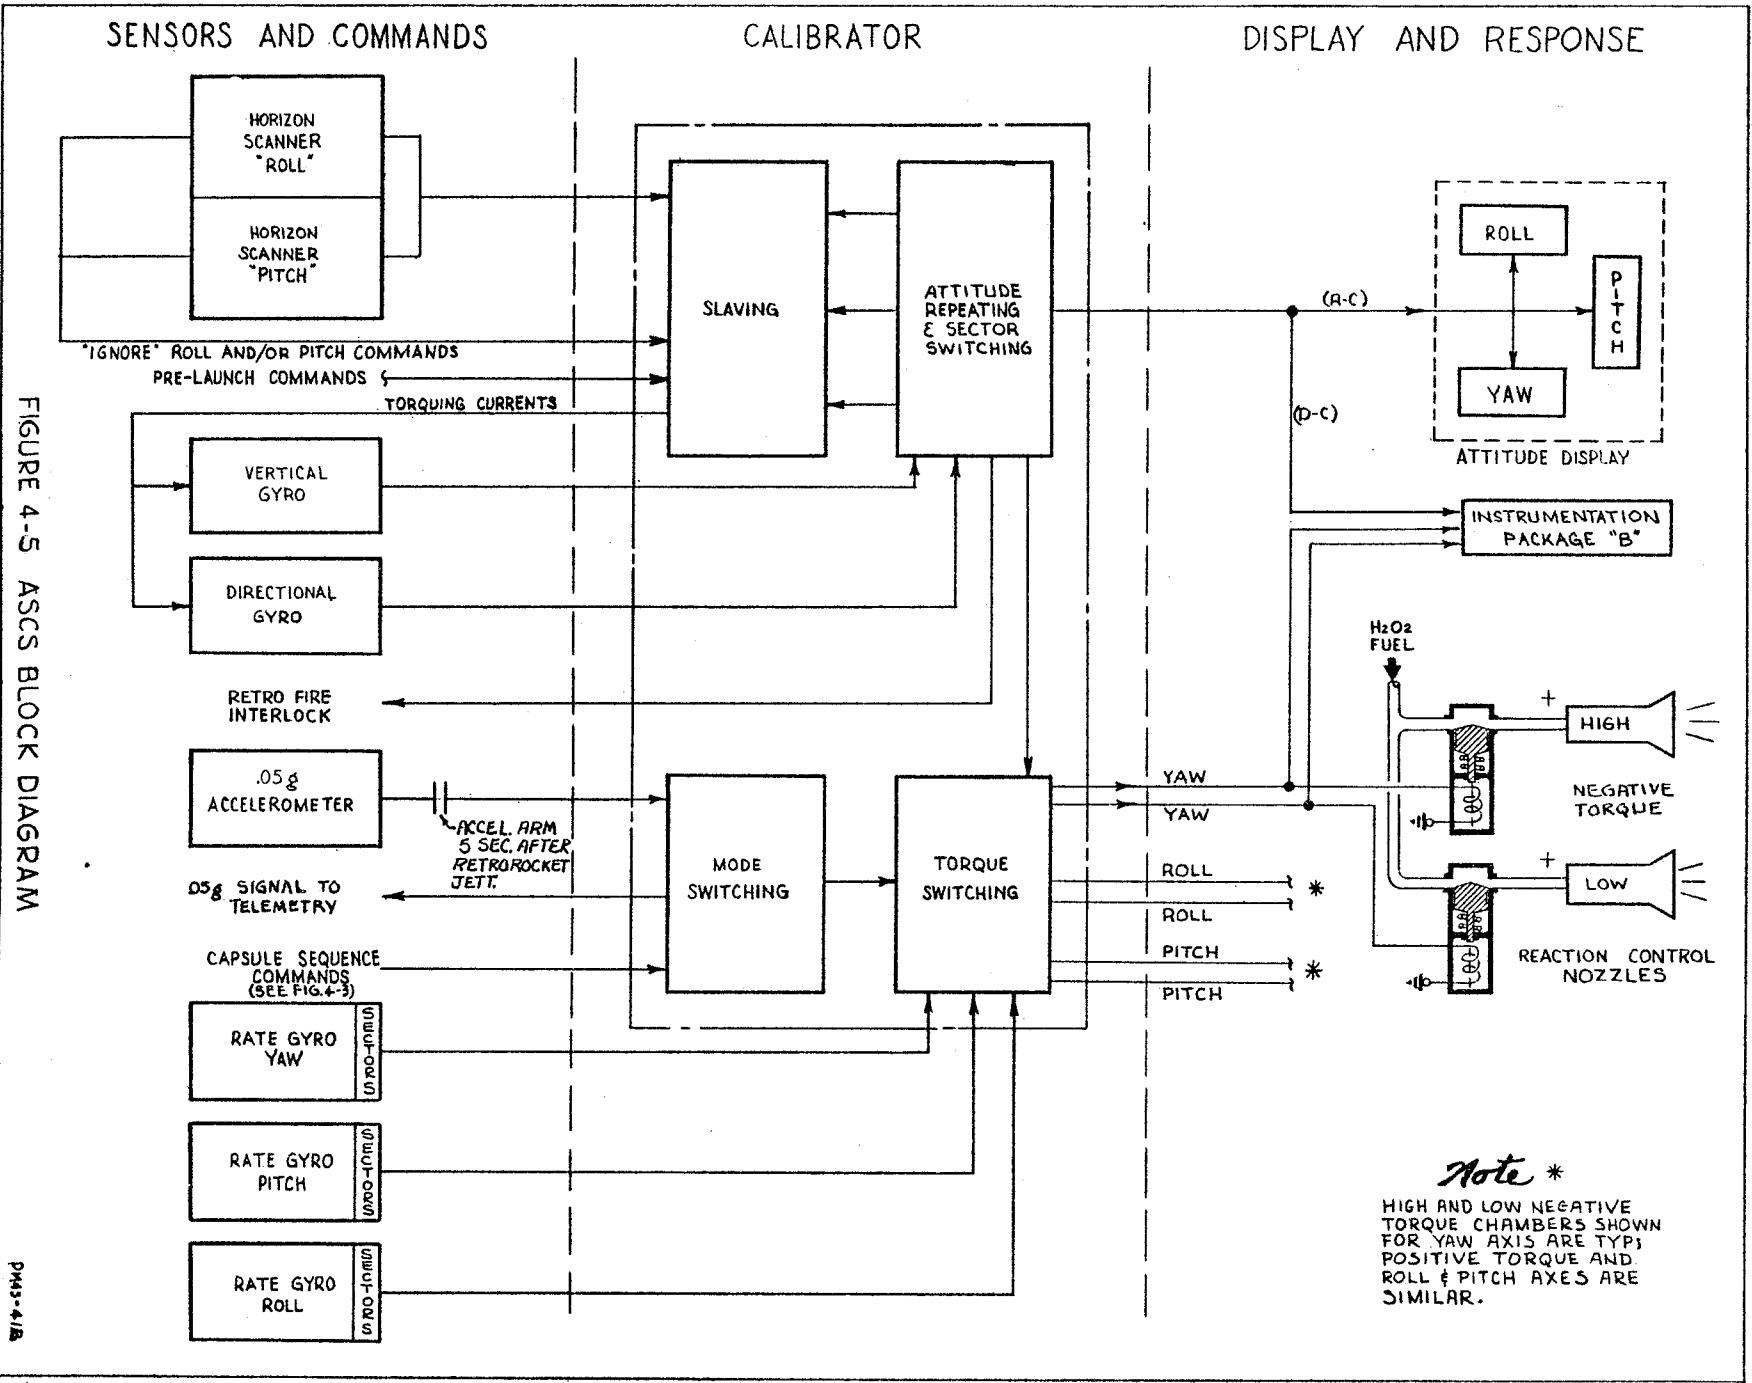 SENSORS AND COMMANDS
CALIBRATOR
DISPLAY AND RESPONSE
HORIZON
SCANNER
"ROLL"
HORIZON
SCANNER
"PITCH"
"IGNORE" ROLL AND/OR PITCH COMMANDS
PRE-LAUNCH COMMANDS
TORQUING CURRENTS
VERTICAL
GYRO
DIRECTIONAL
GYRO
RETRO FIRE
INTERLOCK
.05g
ACCELEROMETER
ACCEL. ARM
5 SEC. AFTER
RETROROCKET
JETT.
.05g SIGNAL TO
TELEMETRY
CAPSULE SEQUENCE
COMMANDS
(SEE FIG. 4-3)
RATE GYRO
YAW
SECTORS
RATE GYRO
PITCH
SECTORS
RATE GYRO
ROLL
SECTORS
SLAVING
ATTITUDE
REPEATING
& SECTOR
SWITCHING
MODE
SWITCHING
TORQUE
SWITCHING
(A-C)
(D-C)
ROLL
PITCH
YAW
ATTITUDE DISPLAY
INSTRUMENTATION
PACKAGE "B"
H2O2
FUEL
YAW
YAW
ROLL
ROLL
*
PITCH
PITCH
*
+
HIGH
NEGATIVE
TORQUE
+
LOW
REACTION CONTROL
NOZZLES
Note *
HIGH AND LOW NEGATIVE
TORQUE CHAMBERS SHOWN
FOR YAW AXIS ARE TYP;
POSITIVE TORQUE AND
ROLL & PITCH AXES ARE
SIMILAR.
FIGURE 4-5 ASCS BLOCK DIAGRAM